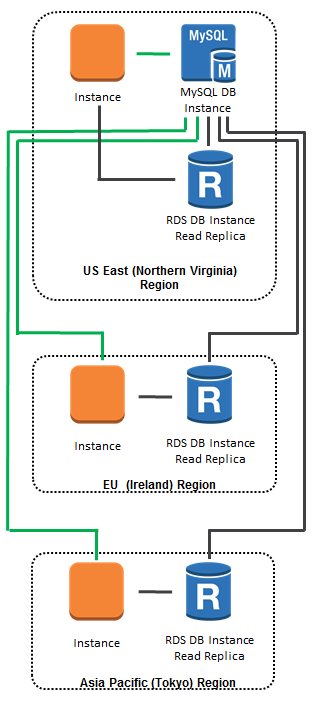 MySQL
M
Instance
MySQL DB
Instance
R
RDS DB Instance
Read Replica
US East (Northern Virginia)
Region
R
Instance
RDS DB Instance
Read Replica
EU (Ireland) Region
R
Instance
RDS DB Instance
Read Replica
Asia Pacific (Tokyo) Region